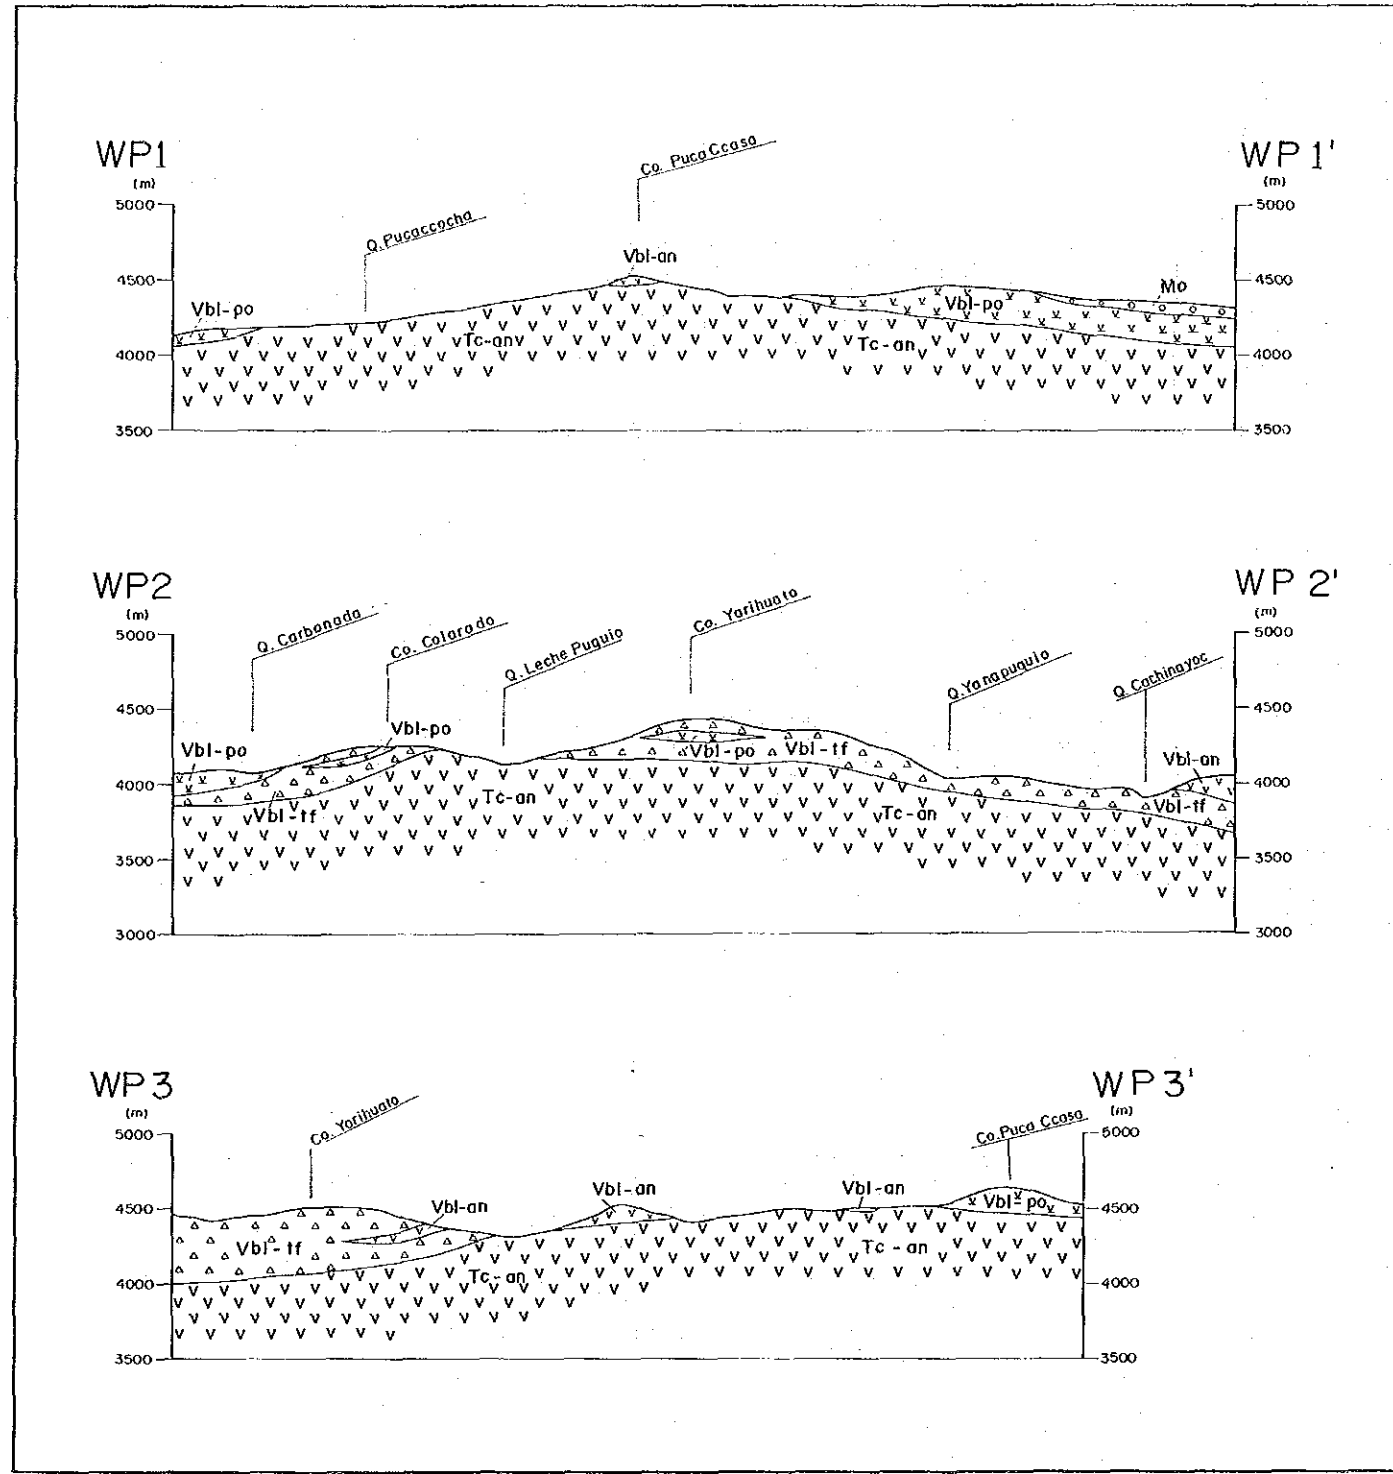 WP1
WP1'
(m)
(m)
Co. Puca Ccasa
Q. Pucaccocha
5000
5000
Vbl-an
4500
4500
Mo
Vbl-po
Vbl-po
Tc-an
Tc-an
4000
4000
3500
3500
WP2
WP2'
(m)
(m)
Q. Carbonada
Co. Colorado
Q. Leche Puquio
Co. Yarihuato
Q. Yanapuquio
Q. Cachinayoc
5000
5000
4500
4500
Vbl-po
Vbl-po
Vbl-po
Vbl-tf
Vbl-an
4000
4000
Vbl-tf
Tc-an
Tc-an
Vbl-tf
3500
3500
3000
3000
WP3
WP3'
(m)
(m)
Co. Yarihuato
Co. Puca Ccasa
5000
5000
Vbl-an
Vbl-an
Vbl-an
Vbl-po
4500
4500
Vbl-tf
Tc-an
Tc-an
4000
4000
3500
3500